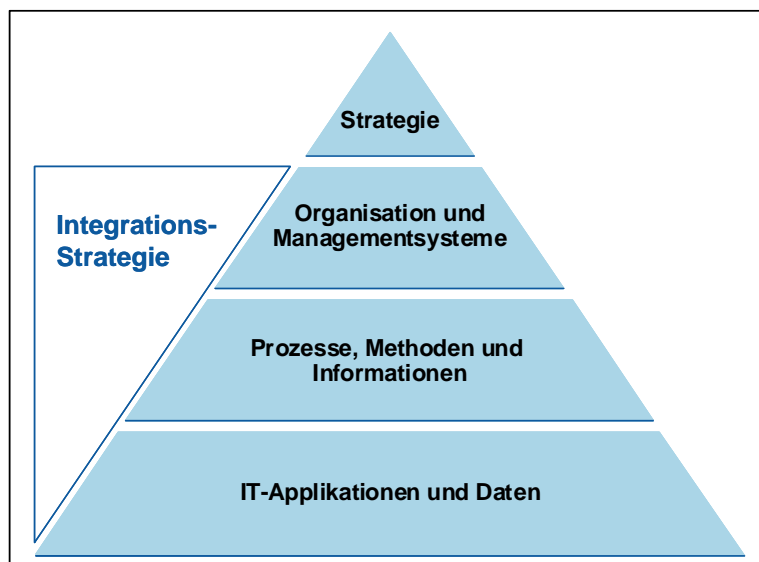 Strategie
Integrations-
Strategie
Organisation und
Managementsysteme
Prozesse, Methoden und
Informationen
IT-Applikationen und Daten